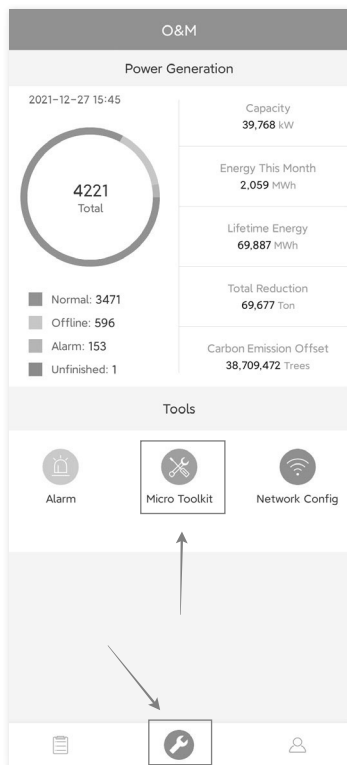 O&M
Power Generation
2021-12-27 15:45
4221
Total
Normal: 3471
Offline: 596
Alarm: 153
Unfinished: 1
Capacity
39,768 kW
Energy This Month
2,059 MWh
Lifetime Energy
69,887 MWh
Total Reduction
69,677 Ton
Carbon Emission Offset
38,709,472 Trees
Tools
Alarm
Micro Toolkit
Network Config